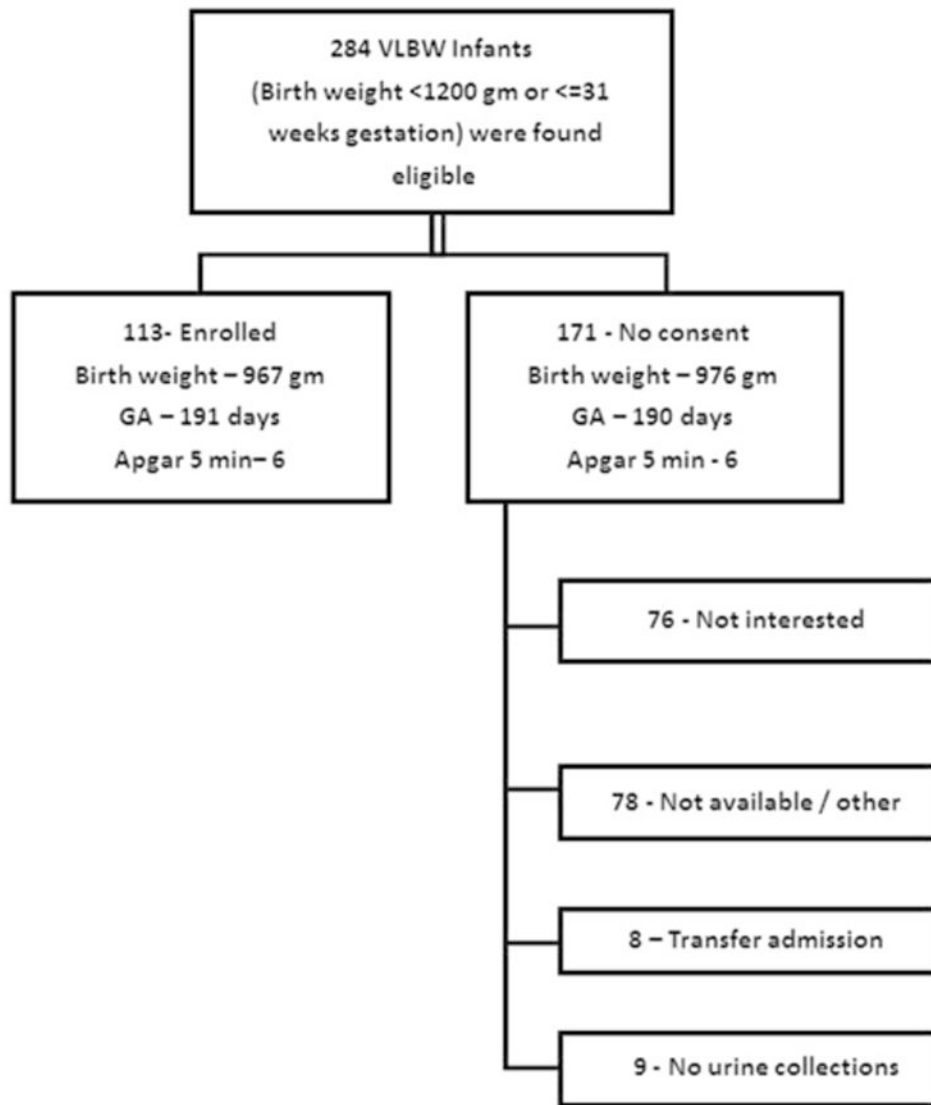 284 VLBW Infants
(Birth weight <1200 gm or <=31
weeks gestation) were found
eligible
113- Enrolled
Birth weight – 967 gm
GA – 191 days
Apgar 5 min– 6
171 - No consent
Birth weight – 976 gm
GA – 190 days
Apgar 5 min - 6
76 - Not interested
78 - Not available / other
8 – Transfer admission
9 - No urine collections